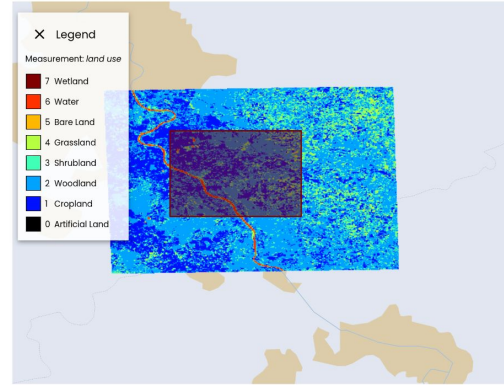 × Legend
Measurement: land use
7 Wetland
6 Water
5 Bare Land
4 Grassland
3 Shrubland
2 Woodland
1 Cropland
0 Artificial Land